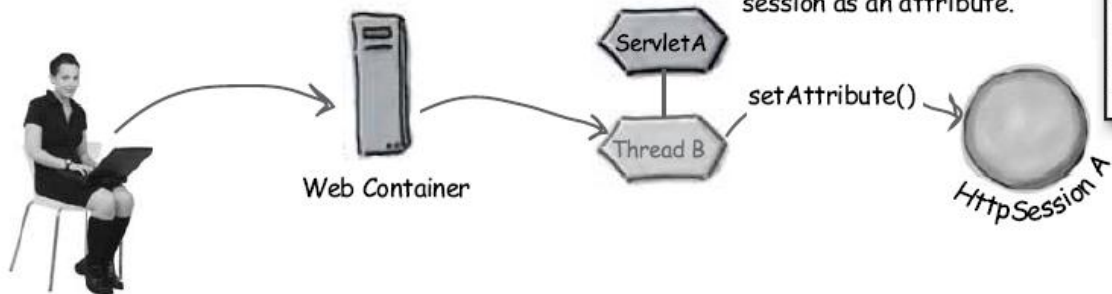 session as an attribute.
ServletA
setAttribute()
Thread B
Web Container
HttpSession A